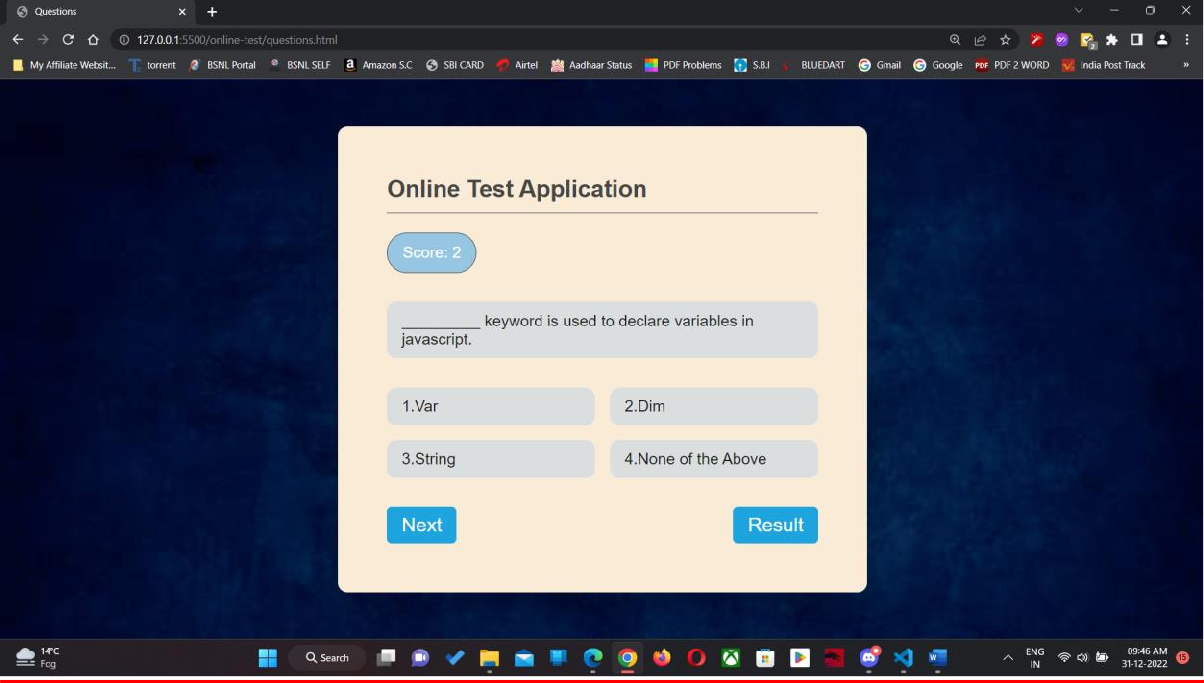 Questions
127.0.0.1:5500/online-test/questions.html
My Affiliate Websit... torrent BSNL Portal BSNL SELF Amazon S.C SBI CARD Airtel Aadhaar Status PDF Problems S.B.I BLUEDART Gmail Google PDF 2 WORD India Post Track »
Online Test Application
Score: 2
_________ keyword is used to declare variables in
javascript.
1.Var 2.Dim
3.String 4.None of the Above
Next Result
14°C
Fog
Search
ENG
IN
09:46 AM
31-12-2022
15